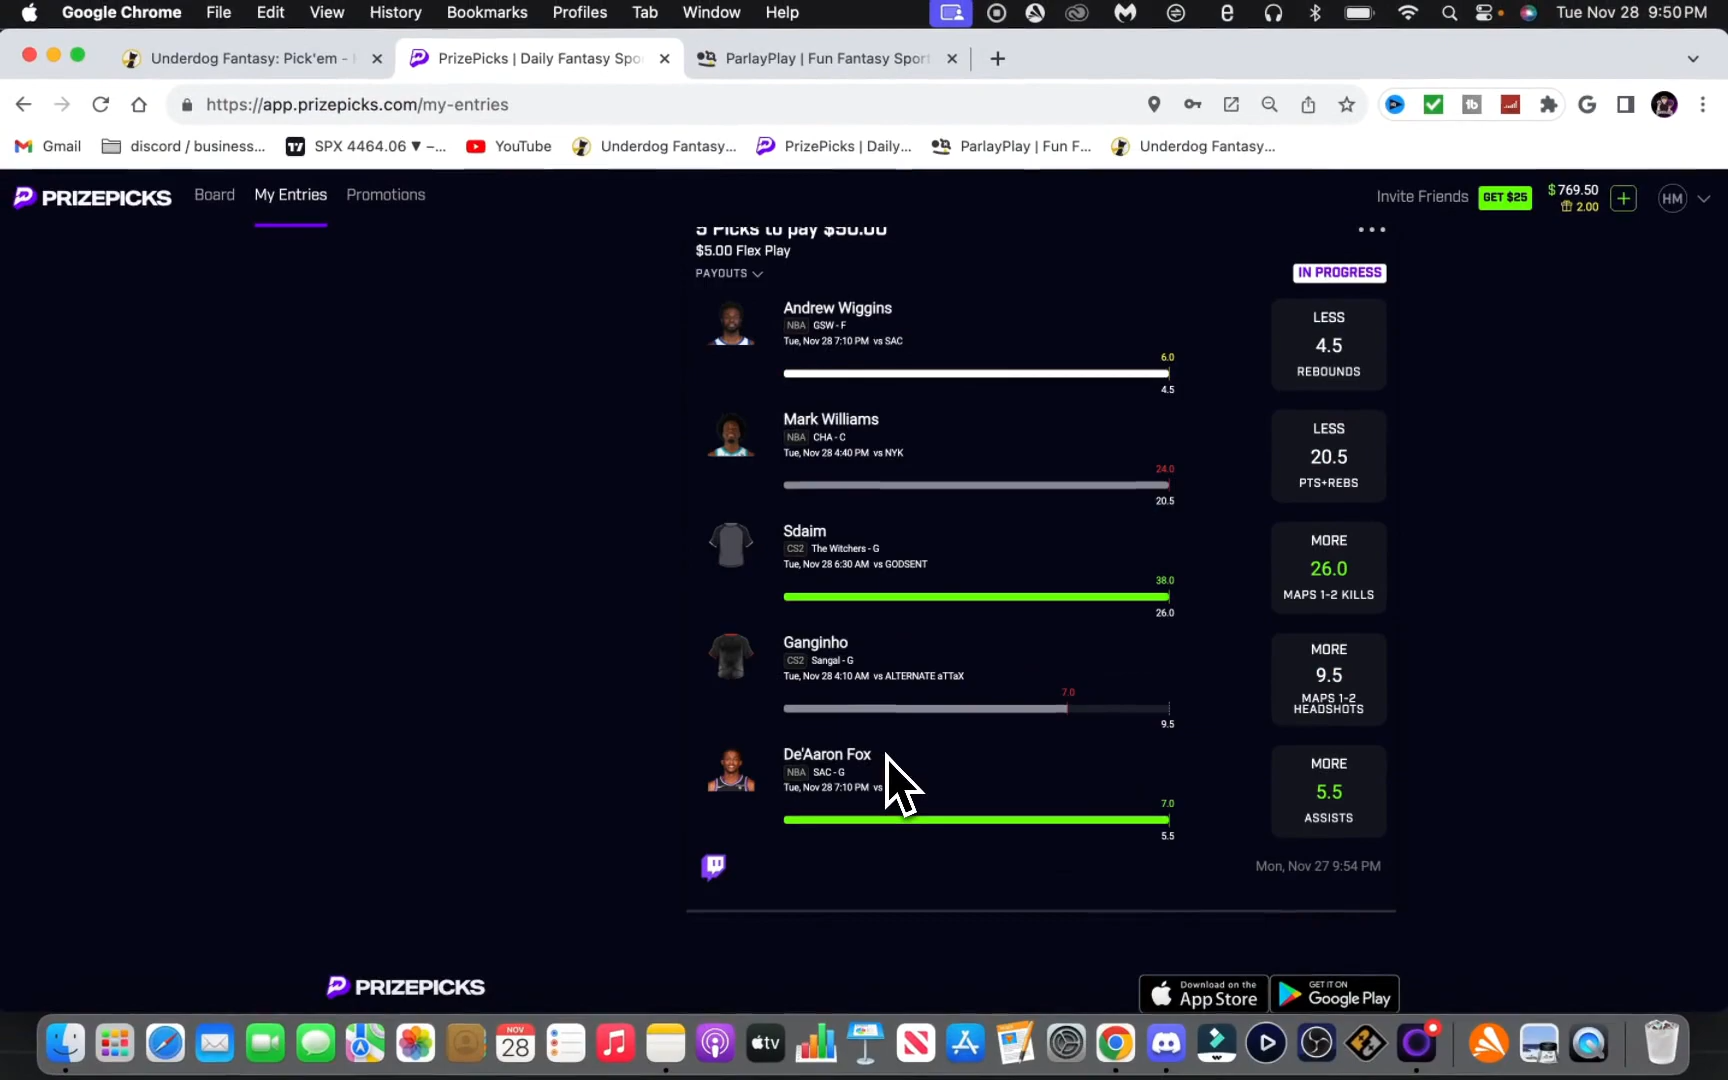 Google Chrome File Edit View History Bookmarks Profiles Tab Window Help Tue Nov 28 9:50 PM
Underdog Fantasy: Pick'em - PrizePicks | Daily Fantasy Spo ParlayPlay | Fun Fantasy Sport
https://app.prizepicks.com/my-entries
Gmail discord / business... SPX 4464.06 ▼ −... YouTube Underdog Fantasy... PrizePicks | Daily... ParlayPlay | Fun F... Underdog Fantasy...
PRIZEPICKS Board My Entries Promotions Invite Friends GET $25 $ 769.50 HM
2.00
5 Picks to pay $50.00
$5.00 Flex Play
PAYOUTS
IN PROGRESS
Andrew Wiggins
NBA GSW - F
Tue, Nov 28 7:10 PM vs SAC
6.0
4.5
LESS
4.5
REBOUNDS
Mark Williams
NBA CHA - C
Tue, Nov 28 4:40 PM vs NYK
24.0
20.5
LESS
20.5
PTS+REBS
Sdaim
CS2 The Witchers - G
Tue, Nov 28 6:30 AM vs GODSENT
38.0
26.0
MORE
26.0
MAPS 1-2 KILLS
Ganginho
CS2 Sangal - G
Tue, Nov 28 4:10 AM vs ALTERNATE aTTaX
7.0
9.5
MORE
9.5
MAPS 1-2
HEADSHOTS
De'Aaron Fox
NBA SAC - G
Tue, Nov 28 7:10 PM vs
7.0
5.5
MORE
5.5
ASSISTS
Mon, Nov 27 9:54 PM
PRIZEPICKS
Download on the
App Store
GET IT ON
Google Play
NOV
28
tv